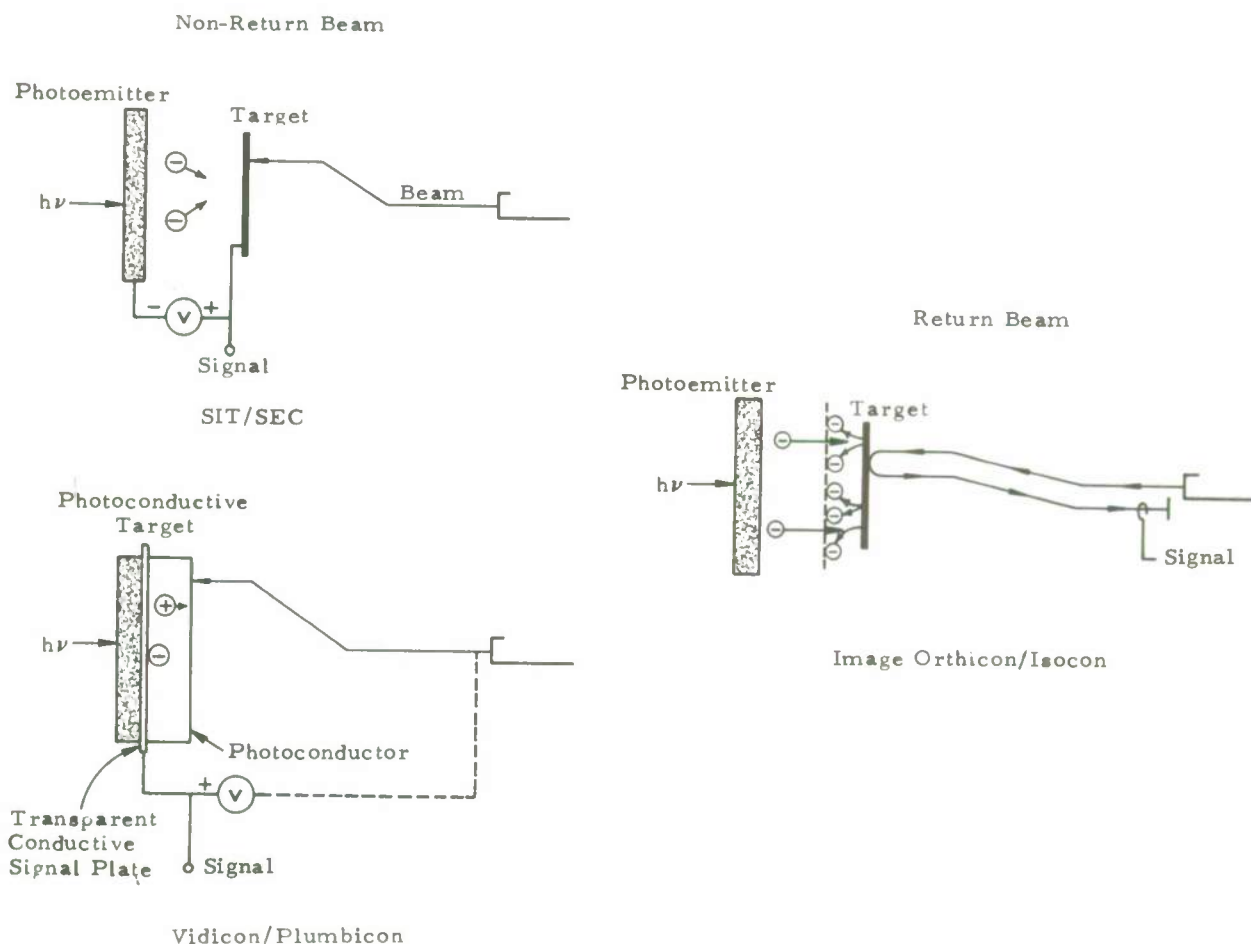 Non-Return Beam
Photoemitter
Target
⊖
hν
Beam
⊖
− V +
Signal
SIT/SEC
Photoconductive
Target
⊕
hν
⊖
Photoconductor
+ V
Transparent
Conductive
Signal Plate
Signal
Vidicon/Plumbicon
Return Beam
Photoemitter
Target
⊖
⊖
⊖
hν
⊖
⊖
⊖
⊖
Signal
Image Orthicon/Isocon